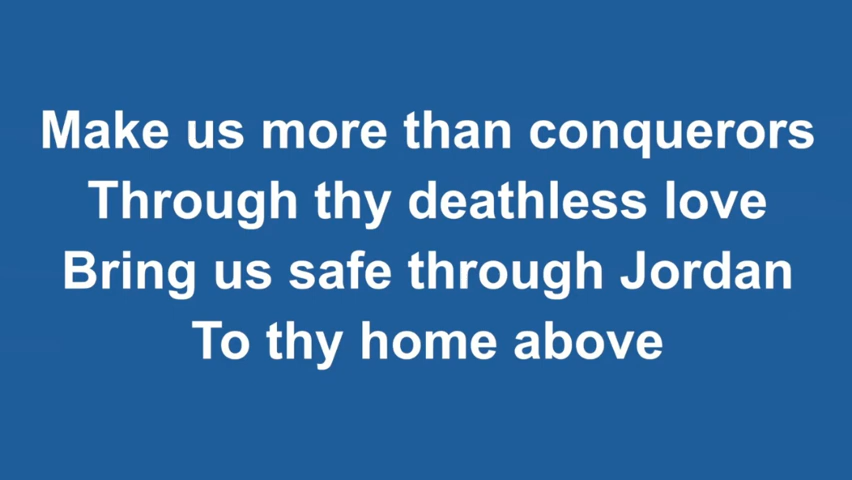 Make us more than conquerors
Through thy deathless love
Bring us safe through Jordan
To thy home above